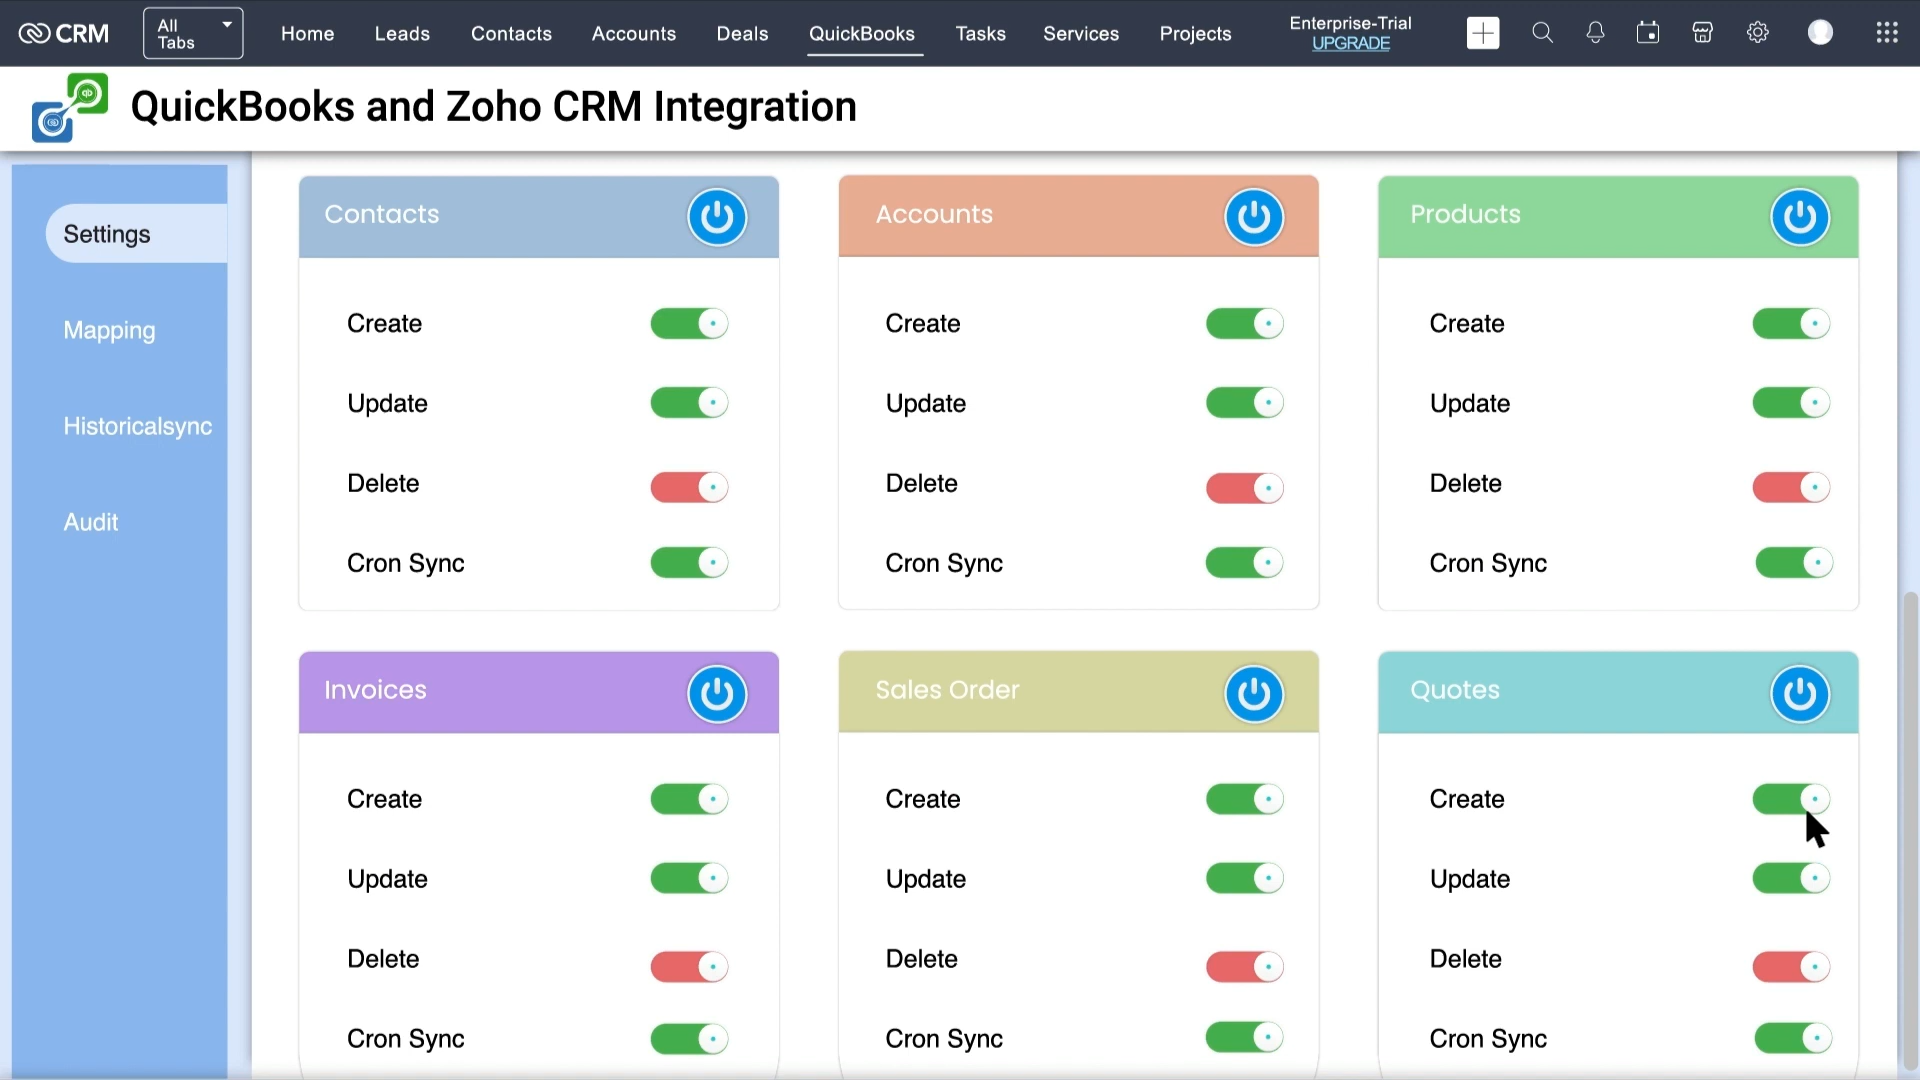 CRM
All Tabs
Home
Leads
Contacts
Accounts
Deals
QuickBooks
Tasks
Services
Projects
Enterprise-Trial
UPGRADE
qb
QuickBooks and Zoho CRM Integration
Settings
Mapping
Historicalsync
Audit
Contacts
Create
Update
Delete
Cron Sync
Accounts
Create
Update
Delete
Cron Sync
Products
Create
Update
Delete
Cron Sync
Invoices
Create
Update
Delete
Cron Sync
Sales Order
Create
Update
Delete
Cron Sync
Quotes
Create
Update
Delete
Cron Sync